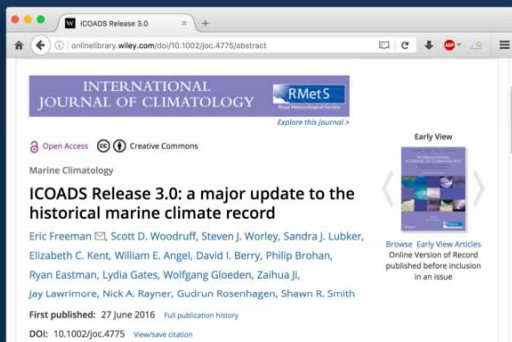 ICOADS Release 3.0
onlinelibrary.wiley.com/doi/10.1002/joc.4775/abstract
ABP
INTERNATIONAL
JOURNAL OF CLIMATOLOGY
RMetS
Royal Meteorological Society
Explore this journal >
Open Access
cc
Creative Commons
Marine Climatology
ICOADS Release 3.0: a major update to the
historical marine climate record
Eric Freeman, Scott D. Woodruff, Steven J. Worley, Sandra J. Lubker,
Elizabeth C. Kent, William E. Angel, David I. Berry, Philip Brohan,
Ryan Eastman, Lydia Gates, Wolfgang Gloeden, Zaihua Ji,
Jay Lawrimore, Nick A. Rayner, Gudrun Rosenhagen, Shawn R. Smith
First published: 27 June 2016 Full publication history
DOI: 10.1002/joc.4775 View/save citation
Early View
Browse Early View Articles
Online Version of Record
published before inclusion
in an issue